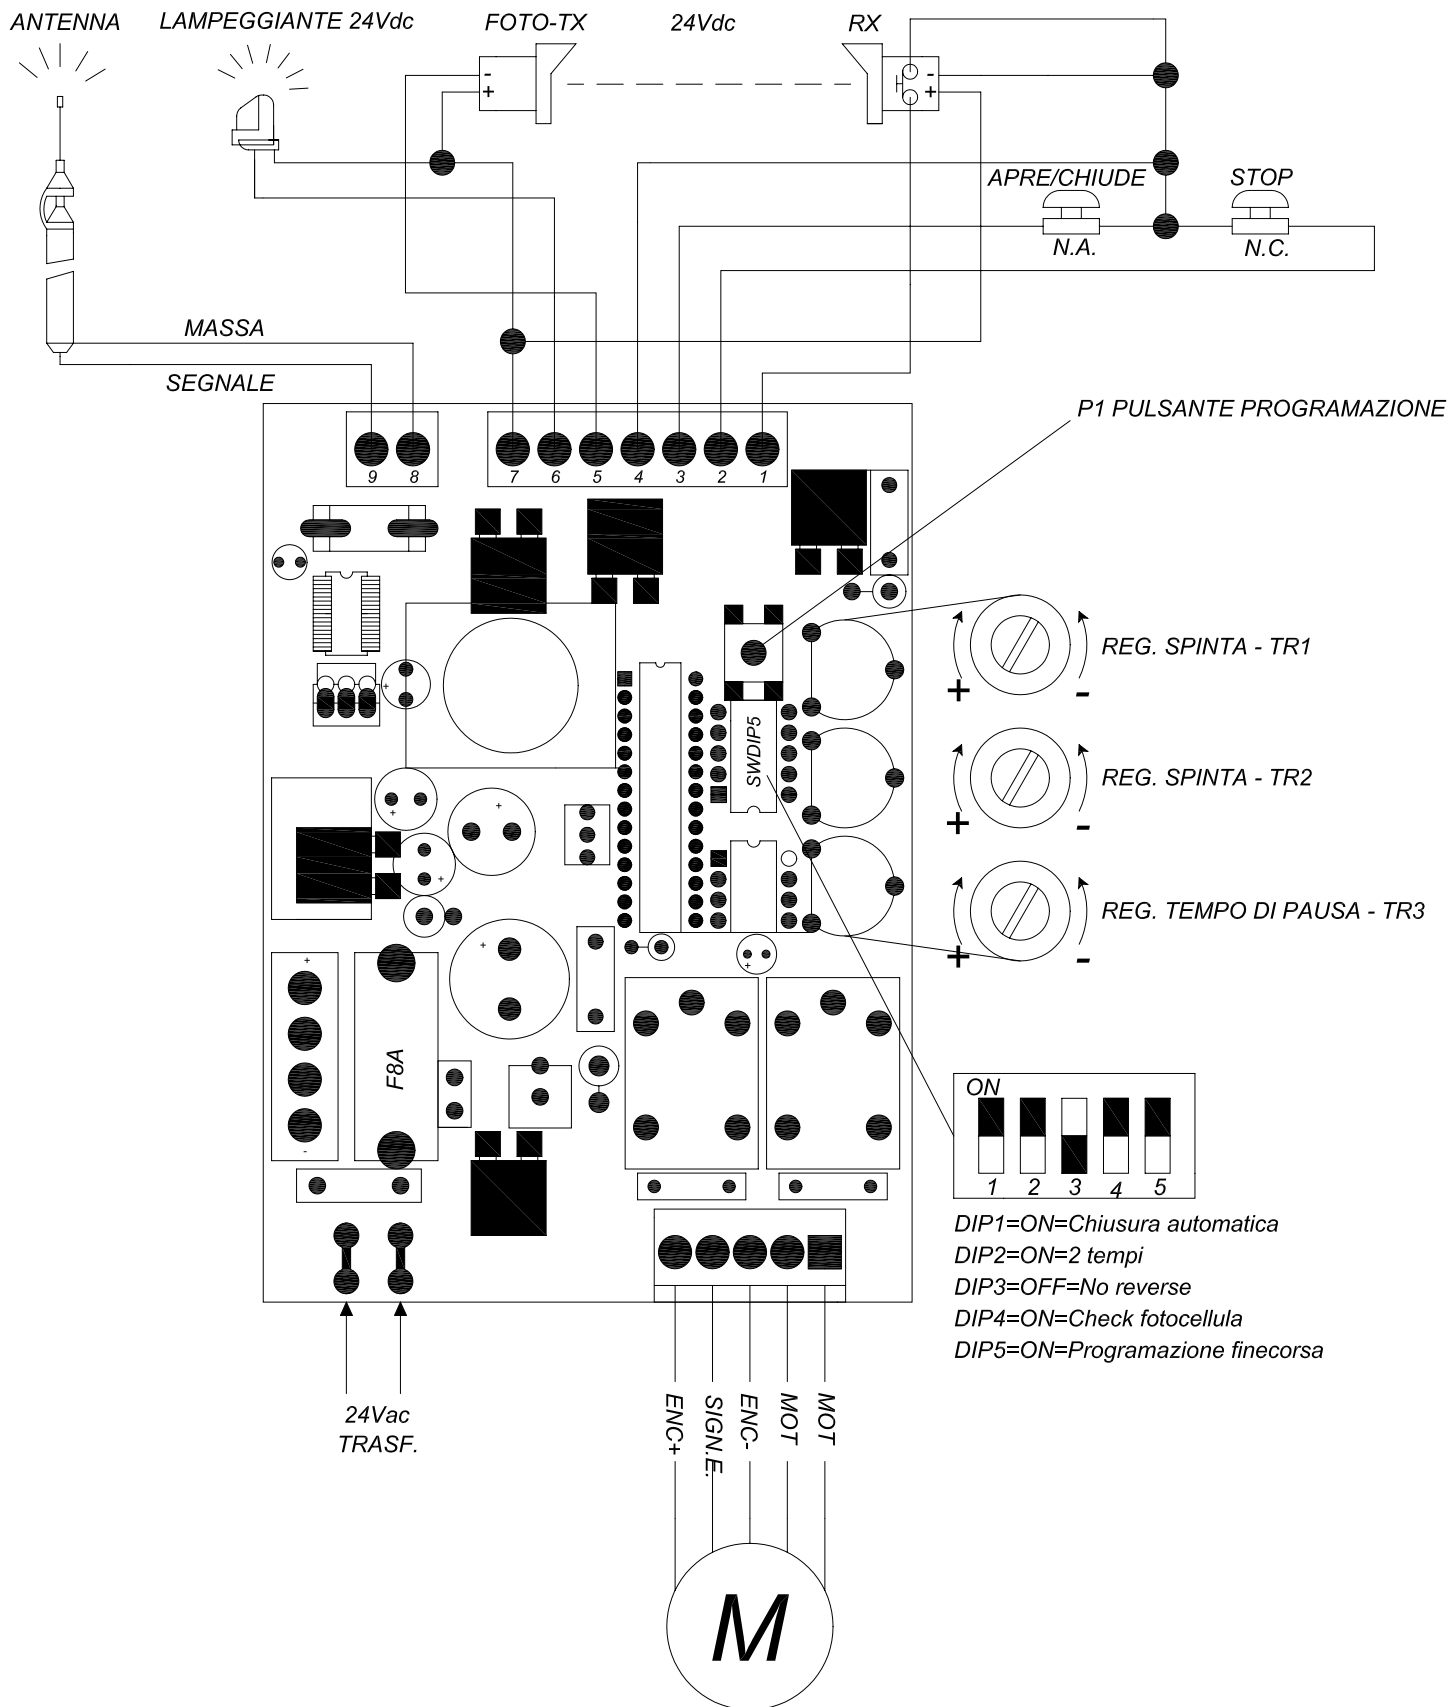 ANTENNA
LAMPEGGIANTE 24Vdc
FOTO-TX
24Vdc
RX
-
+
-
+
APRE/CHIUDE
STOP
N.A.
N.C.
MASSA
SEGNALE
P1 PULSANTE PROGRAMAZIONE
9 8
7 6 5 4 3 2 1
SWDIP5
REG. SPINTA - TR1
+ -
REG. SPINTA - TR2
+ -
REG. TEMPO DI PAUSA - TR3
+ -
+
+
+
+
+
+
+
-
F8A
ON
1 2 3 4 5
DIP1=ON=Chiusura automatica
DIP2=ON=2 tempi
DIP3=OFF=No reverse
DIP4=ON=Check fotocellula
DIP5=ON=Programazione finecorsa
24Vac
TRASF.
ENC+
SIGN.E.
ENC-
MOT
MOT
M